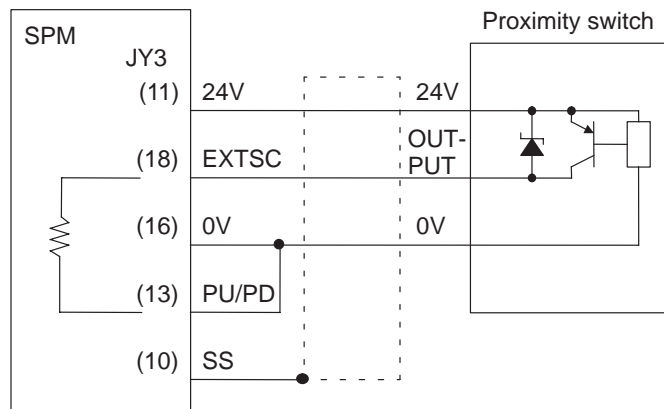 Proximity switch
SPM
JY3
(11) 24V 24V
(18) EXTSC OUT-
PUT
(16) 0V 0V
(13) PU/PD
(10) SS